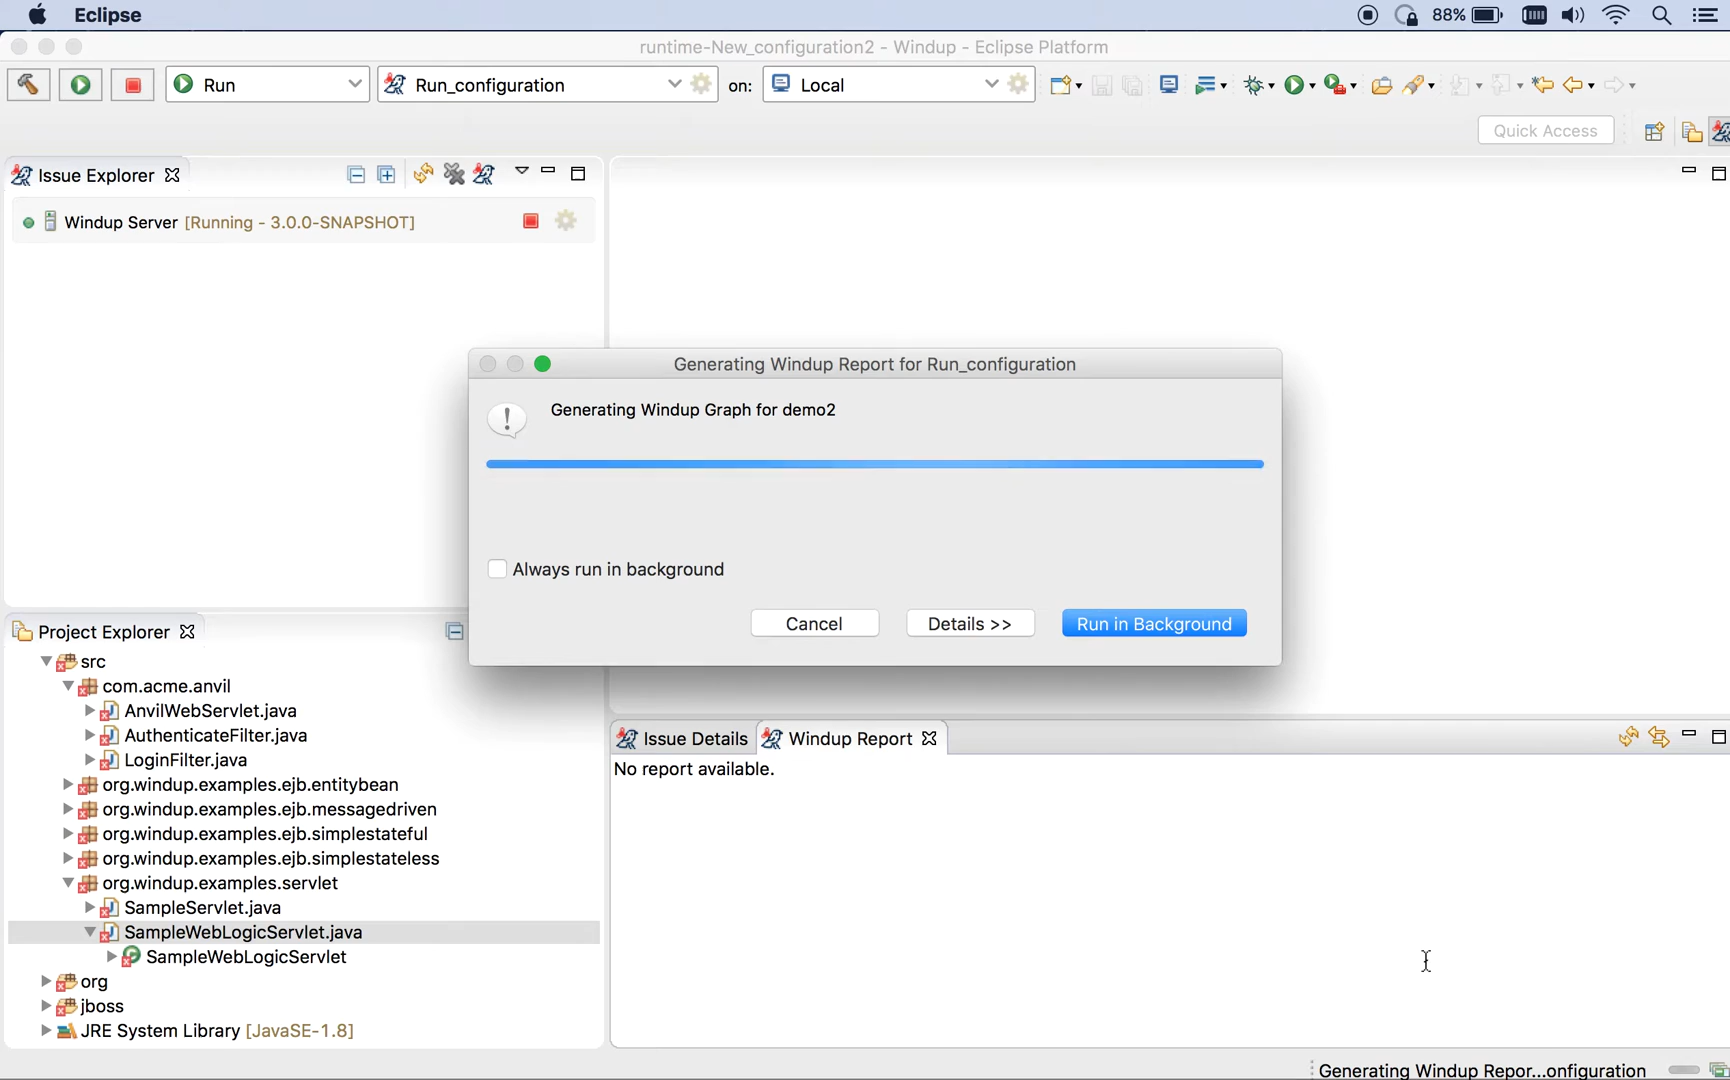 Eclipse
88%
runtime-New_configuration2 - Windup - Eclipse Platform
Run
Run_configuration
on:
Local
Quick Access
Issue Explorer
Windup Server [Running - 3.0.0-SNAPSHOT]
Generating Windup Report for Run_configuration
!
Generating Windup Graph for demo2
Always run in background
Cancel
Details >>
Run in Background
Project Explorer
src
com.acme.anvil
AnvilWebServlet.java
AuthenticateFilter.java
LoginFilter.java
org.windup.examples.ejb.entitybean
org.windup.examples.ejb.messagedriven
org.windup.examples.ejb.simplestateful
org.windup.examples.ejb.simplestateless
org.windup.examples.servlet
SampleServlet.java
SampleWebLogicServlet.java
SampleWebLogicServlet
org
jboss
JRE System Library [JavaSE-1.8]
Issue Details
Windup Report
No report available.
Generating Windup Repor...onfiguration